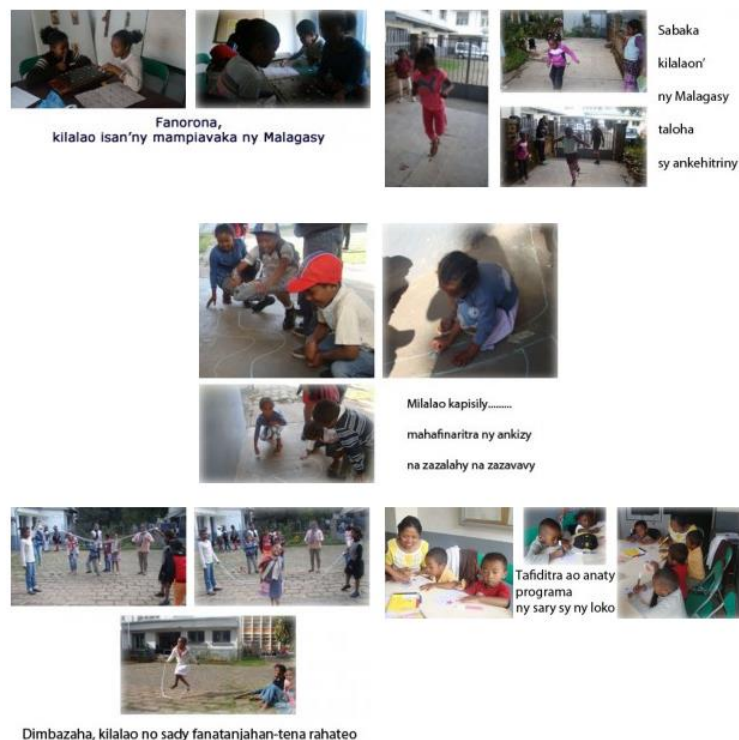 Fanorona,
kilalao isan'ny mampiavaka ny Malagasy
Sabaka
kilalaon'
ny Malagasy
taloha
sy ankehitriny
Milalao kapisily.........
mahafinaritra ny ankizy
na zazalahy na zazavavy
Tafiditra ao anaty
programa
ny sary sy ny loko
Dimbazaha, kilalao no sady fanatanjahan-tena rahateo